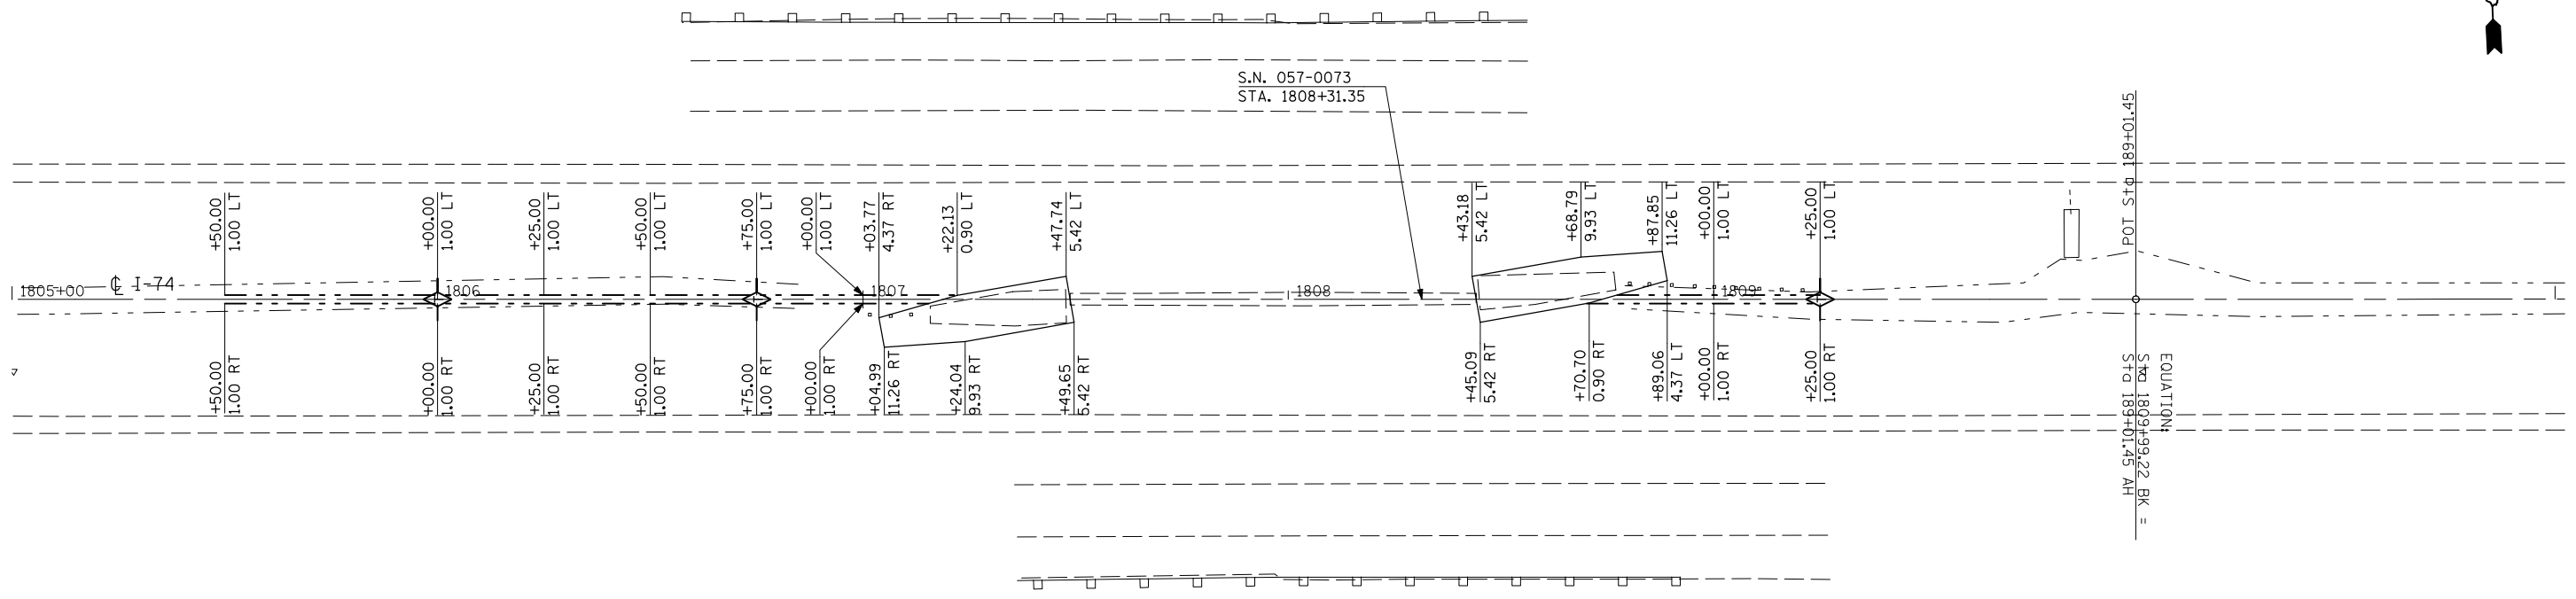 S.N. 057-0073
STA. 1808+31.35
+50.00
1.00 LT
+00.00
1.00 LT
+25.00
1.00 LT
+50.00
1.00 LT
+75.00
1.00 LT
+00.00
1.00 LT
+03.77
4.37 RT
+22.13
0.90 LT
+47.74
5.42 LT
+43.18
5.42 LT
+68.79
9.93 LT
+87.85
11.26 LT
+00.00
1.00 LT
+25.00
1.00 LT
POT Sta 189+01.45
1805+00
℄ I-74
1806
1807
1808
1809
+50.00
1.00 RT
+00.00
1.00 RT
+25.00
1.00 RT
+50.00
1.00 RT
+75.00
1.00 RT
+00.00
1.00 RT
+04.99
11.26 RT
+24.04
9.93 RT
+49.65
5.42 RT
+45.09
5.42 RT
+70.70
0.90 RT
+89.06
4.37 LT
+00.00
1.00 RT
+25.00
1.00 RT
EQUATION:
Sta 1809+99.22 BK =
Sta 189+01.45 AH